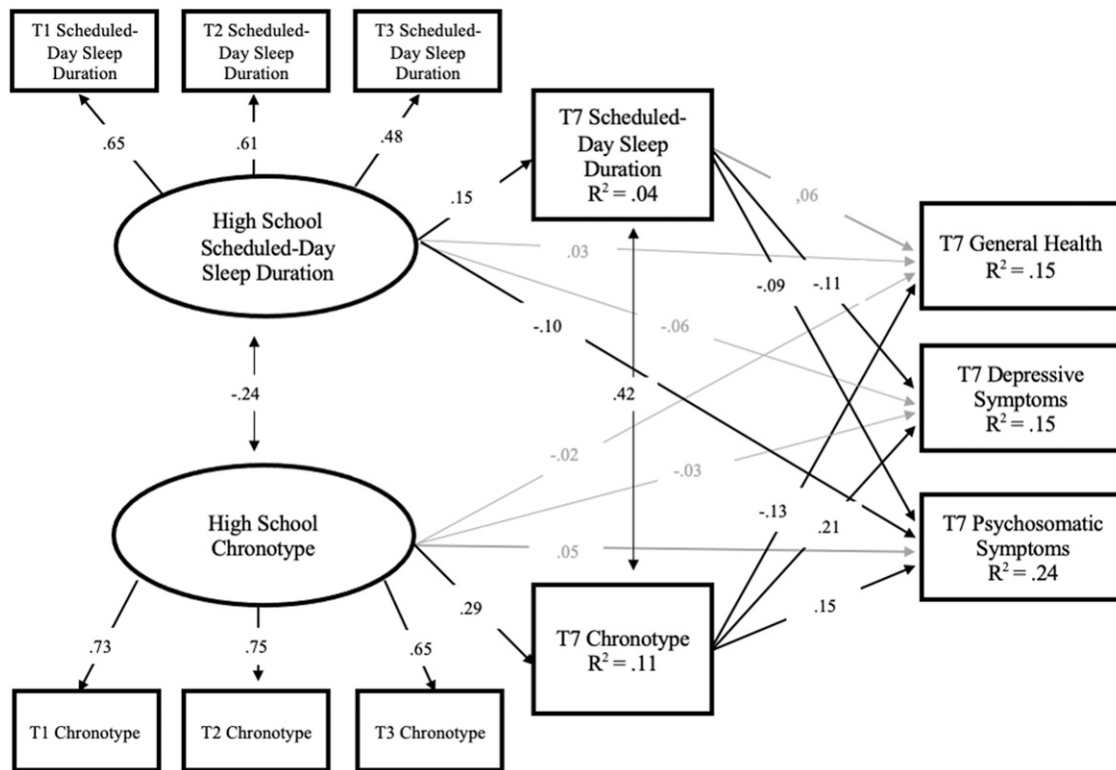 T1 Scheduled-
Day Sleep
Duration
T2 Scheduled-
Day Sleep
Duration
T3 Scheduled-
Day Sleep
Duration
.65
.61
.48
High School
Scheduled-Day
Sleep Duration
.15
T7 Scheduled-
Day Sleep
Duration
R² = .04
,06
.03
-.09
-.11
-.10
-.06
T7 General Health
R² = .15
-.24
.42
T7 Depressive
Symptoms
R² = .15
-.02
-.03
High School
Chronotype
-.13
.21
.05
T7 Psychosomatic
Symptoms
R² = .24
.29
.15
T7 Chronotype
R² = .11
.73
.75
.65
T1 Chronotype
T2 Chronotype
T3 Chronotype